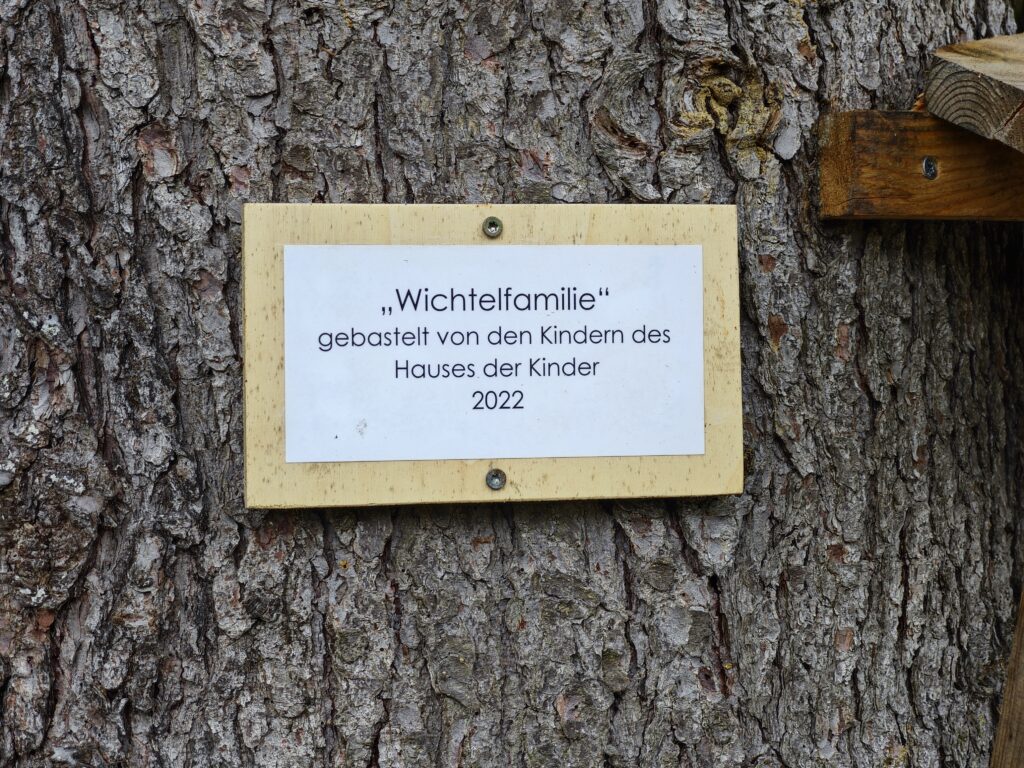 „Wichtelfamilie“
gebastelt von den Kindern des
Hauses der Kinder
2022